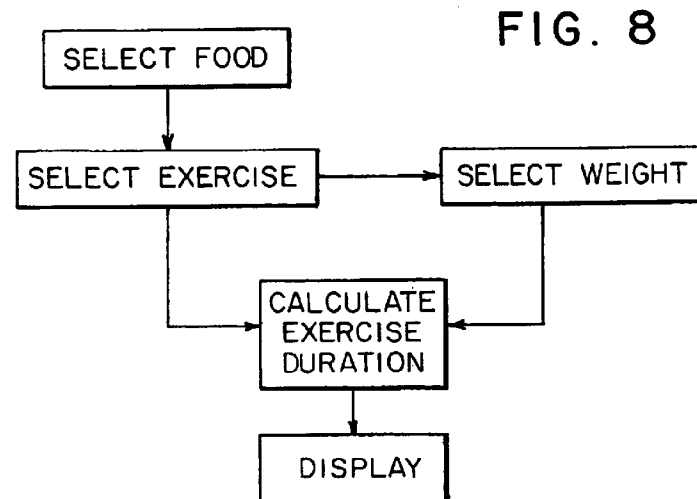 FIG. 8
SELECT FOOD
SELECT EXERCISE
SELECT WEIGHT
CALCULATE
EXERCISE
DURATION
DISPLAY